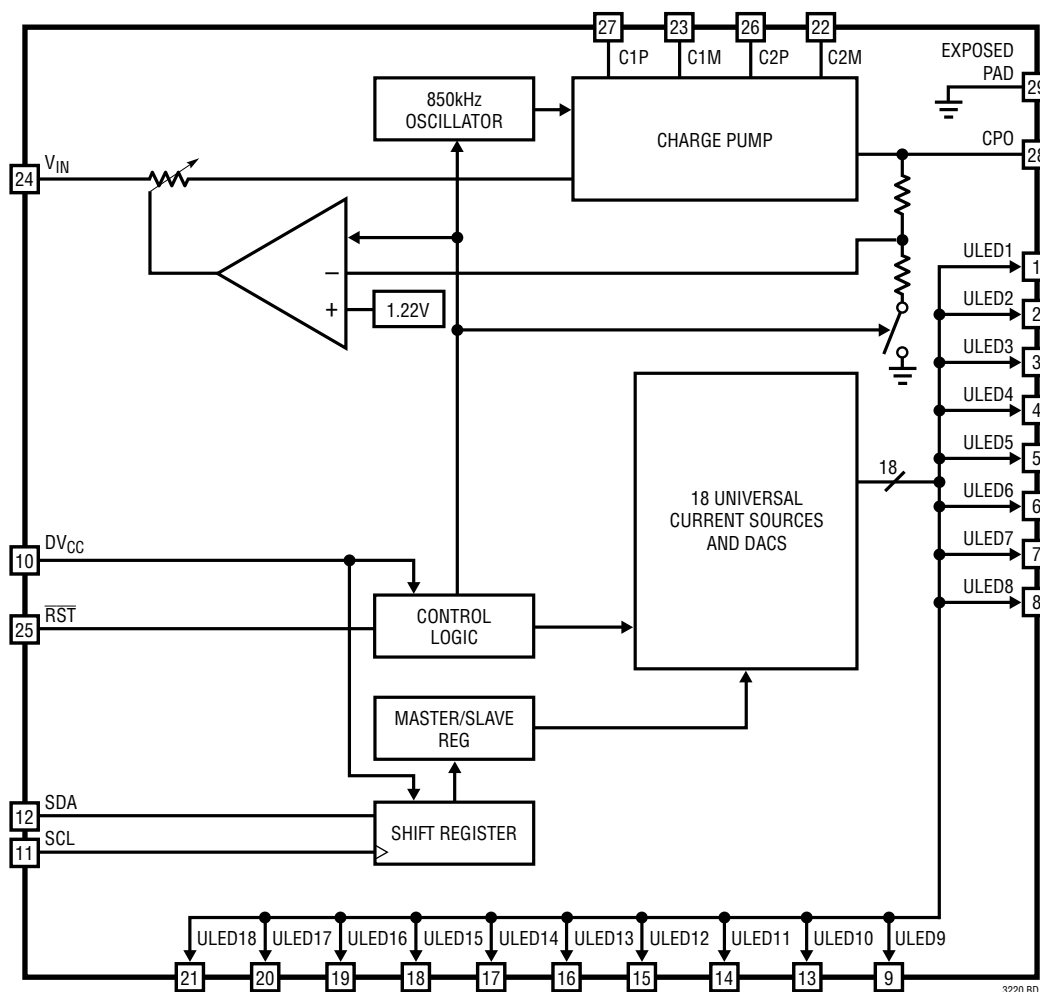 27
23
26
22
C1P
C1M
C2P
C2M
EXPOSED
PAD
29
850kHz
OSCILLATOR
CHARGE PUMP
CPO
28
VIN
24
–
+
1.22V
ULED1
1
ULED2
2
ULED3
3
ULED4
4
ULED5
5
ULED6
6
ULED7
7
ULED8
8
18
18 UNIVERSAL
CURRENT SOURCES
AND DACS
DVCC
10
RST
25
CONTROL
LOGIC
MASTER/SLAVE
REG
SDA
12
SCL
11
SHIFT REGISTER
ULED18
ULED17
ULED16
ULED15
ULED14
ULED13
ULED12
ULED11
ULED10
ULED9
21
20
19
18
17
16
15
14
13
9
3220 BD